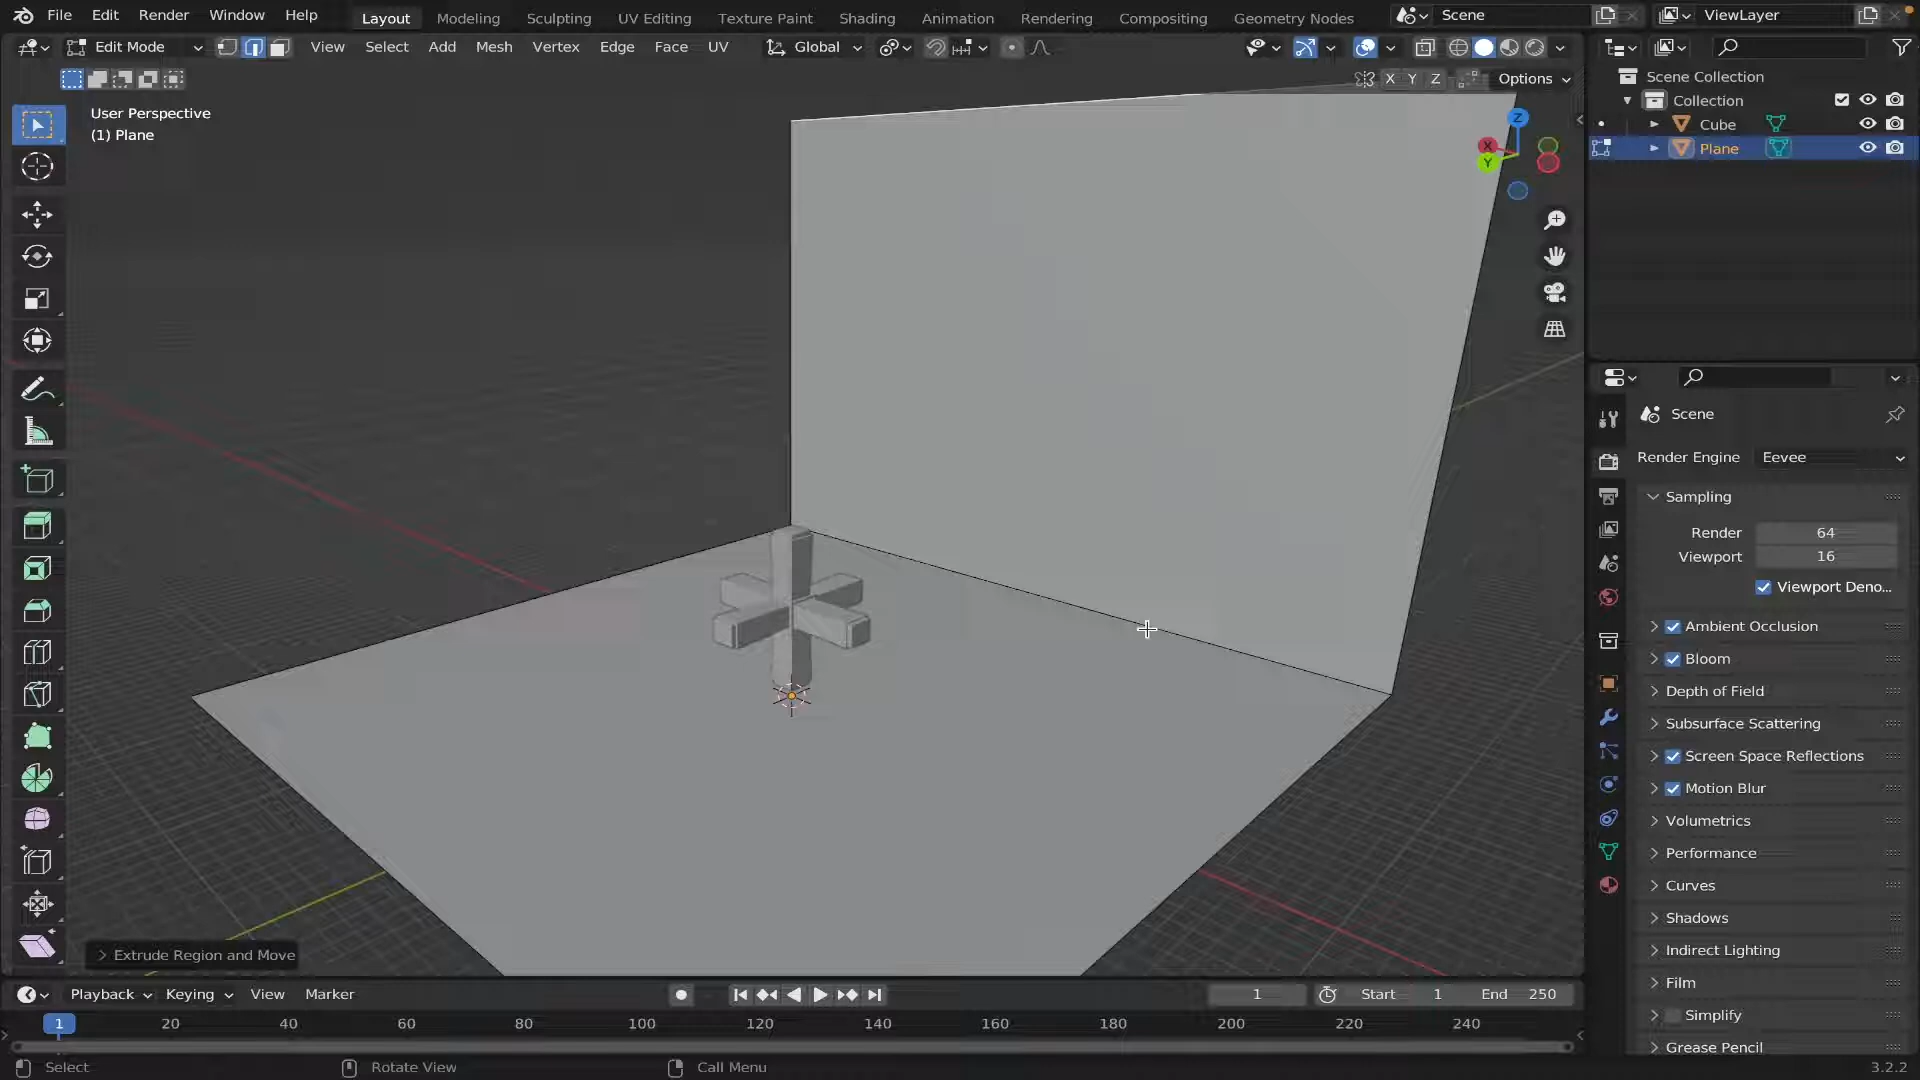 File Edit Render Window Help Layout Modeling Sculpting UV Editing Texture Paint Shading Animation Rendering Compositing Geometry Nodes Scene ViewLayer
Edit Mode View Select Add Mesh Vertex Edge Face UV Global
X Y Z Options
User Perspective
(1) Plane
Z
X
Y
Scene Collection
Collection
Cube
Plane
Scene
Render Engine Eevee
Sampling
Render 64
Viewport 16
Viewport Deno...
Ambient Occlusion
Bloom
Depth of Field
Subsurface Scattering
Screen Space Reflections
Motion Blur
Volumetrics
Performance
Curves
Shadows
Indirect Lighting
Film
Simplify
Grease Pencil
Extrude Region and Move
Playback Keying View Marker 1 Start 1 End 250
1 20 40 60 80 100 120 140 160 180 200 220 240
Select Rotate View Call Menu 3.2.2